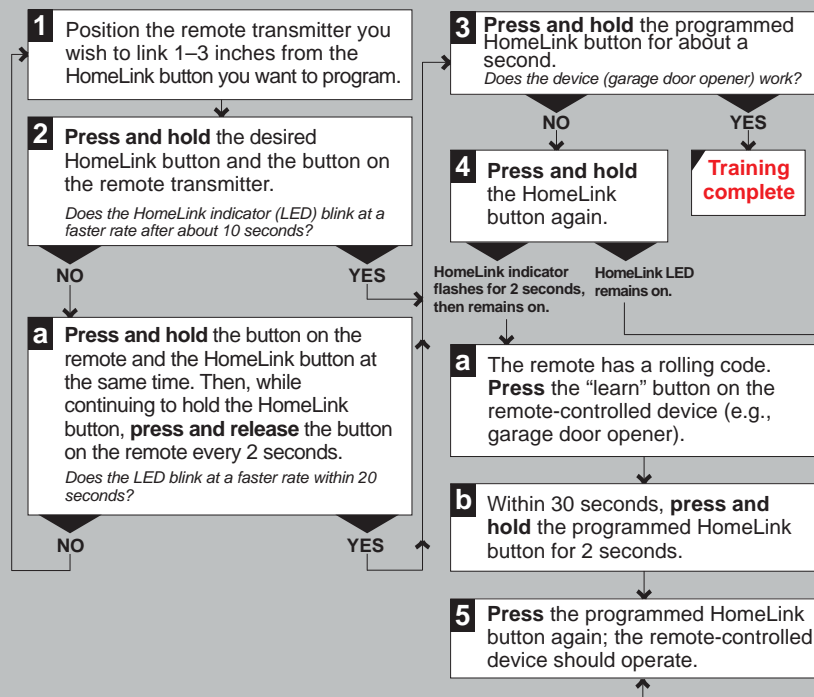 1 Position the remote transmitter you
wish to link 1–3 inches from the
HomeLink button you want to program.
2 Press and hold the desired
HomeLink button and the button on
the remote transmitter.
Does the HomeLink indicator (LED) blink at a
faster rate after about 10 seconds?
NO YES
a Press and hold the button on the
remote and the HomeLink button at
the same time. Then, while
continuing to hold the HomeLink
button, press and release the button
on the remote every 2 seconds.
Does the LED blink at a faster rate within 20
seconds?
NO YES
3 Press and hold the programmed
HomeLink button for about a
second.
Does the device (garage door opener) work?
NO YES
4 Press and hold
the HomeLink
button again.
Training
complete
HomeLink indicator
flashes for 2 seconds,
then remains on.
HomeLink LED
remains on.
a The remote has a rolling code.
Press the “learn” button on the
remote-controlled device (e.g.,
garage door opener).
b Within 30 seconds, press and
hold the programmed HomeLink
button for 2 seconds.
5 Press the programmed HomeLink
button again; the remote-controlled
device should operate.